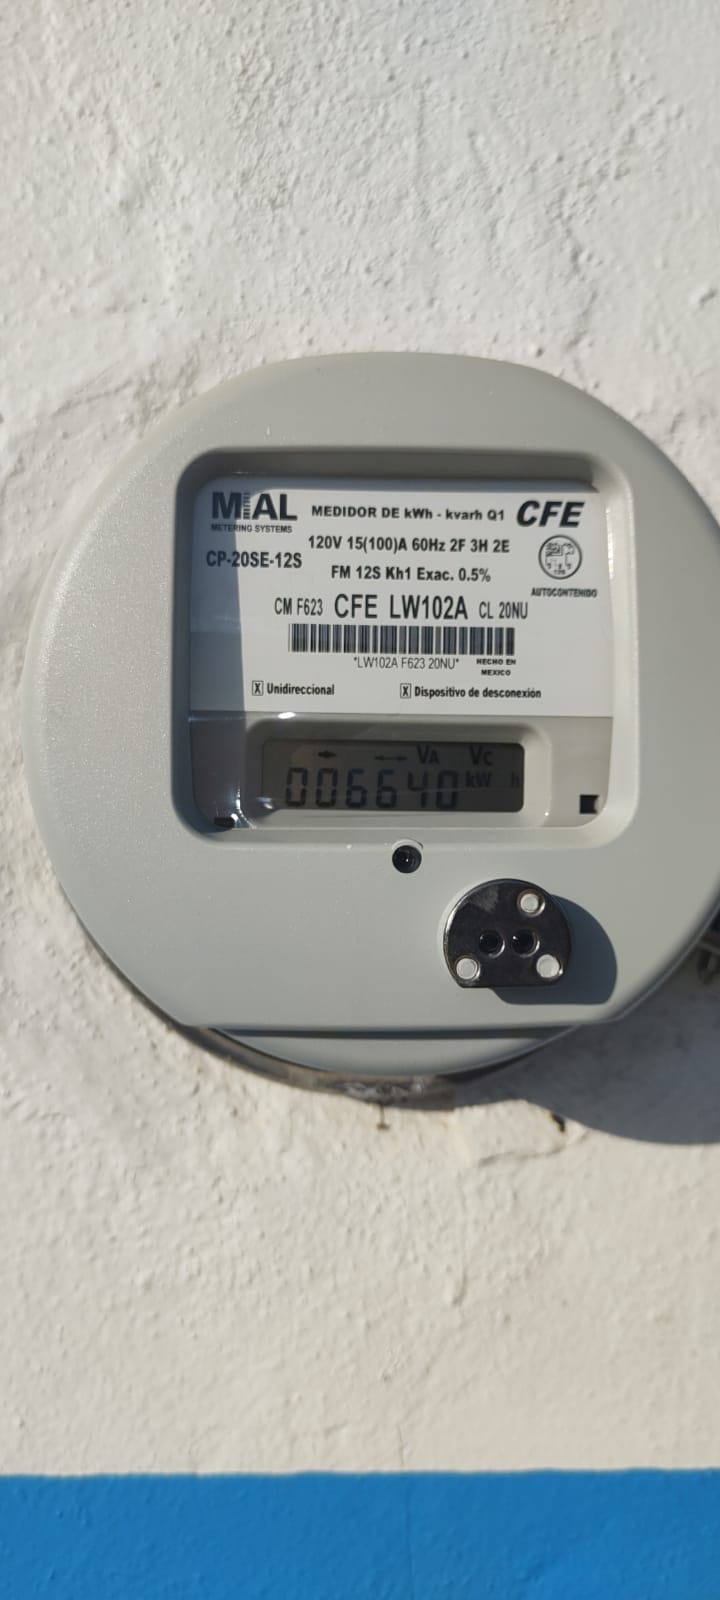 MIAL
METERING SYSTEMS
MEDIDOR DE kWh - kvarh Q1
CFE
120V 15(100)A 60Hz 2F 3H 2E
CP-20SE-12S
FM 12S Kh1 Exac. 0.5%
AUTOCONTENIDO
CM F623 CFE LW102A CL 20NU
*LW102A F623 20NU*
HECHO EN
MEXICO
X Unidireccional
X Dispositivo de desconexión
VA VC
006640 kW h